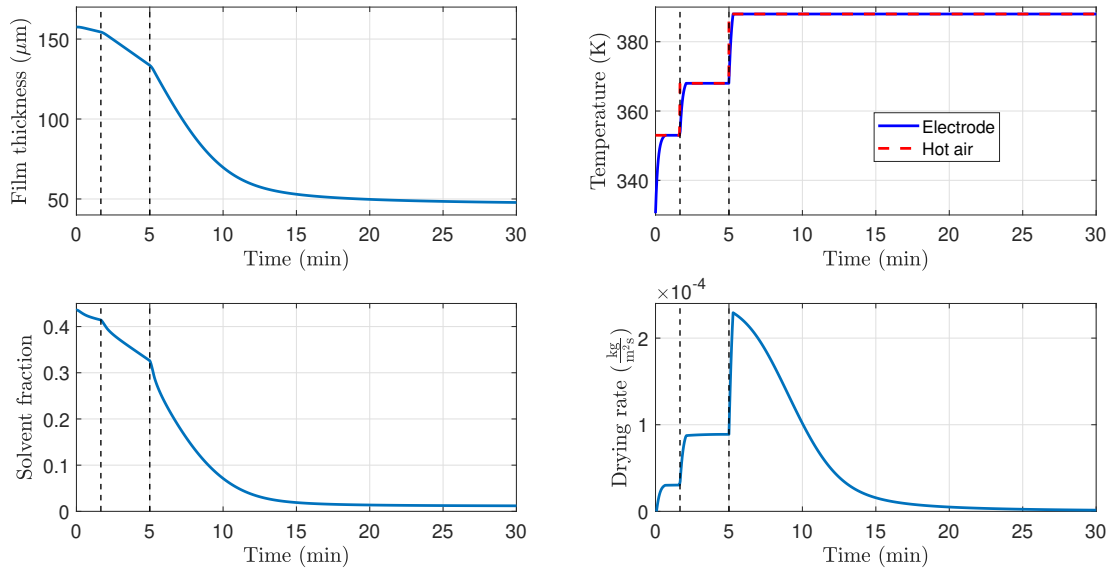 Film thickness (μm)
150
100
50
0 5 10 15 20 25 30
Time (min)
Temperature (K)
380
360
340
Electrode
Hot air
0 5 10 15 20 25 30
Time (min)
Solvent fraction
0.4
0.3
0.2
0.1
0
0 5 10 15 20 25 30
Time (min)
×10⁻⁴
Drying rate (kg/m²s)
2
1
0
0 5 10 15 20 25 30
Time (min)